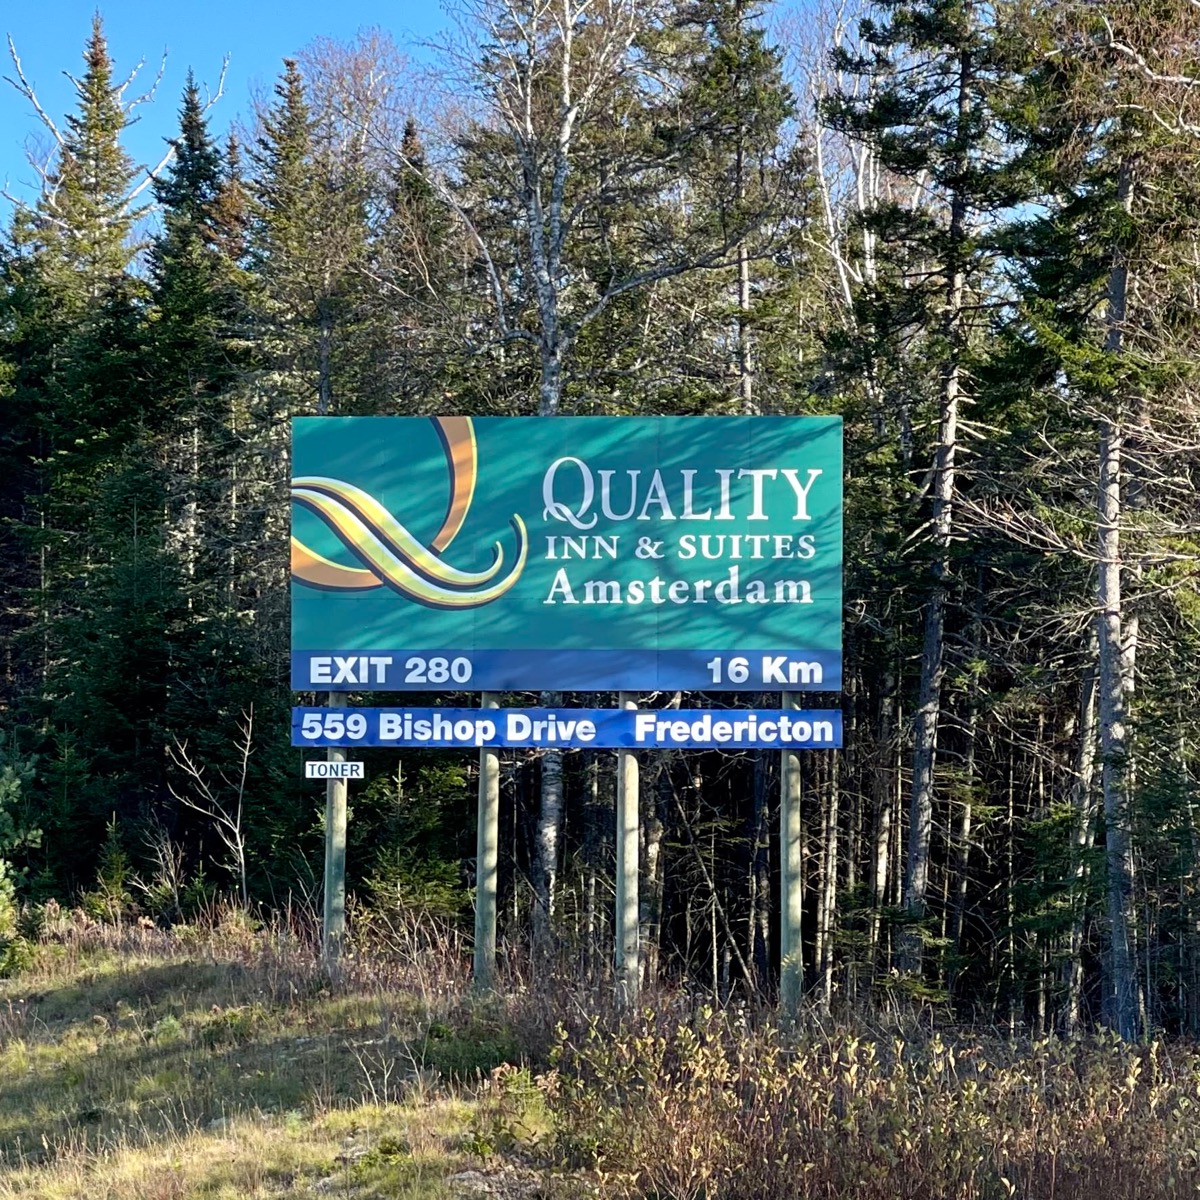 QUALITY
INN & SUITES
Amsterdam
EXIT 280 16 Km
559 Bishop Drive Fredericton
TONER